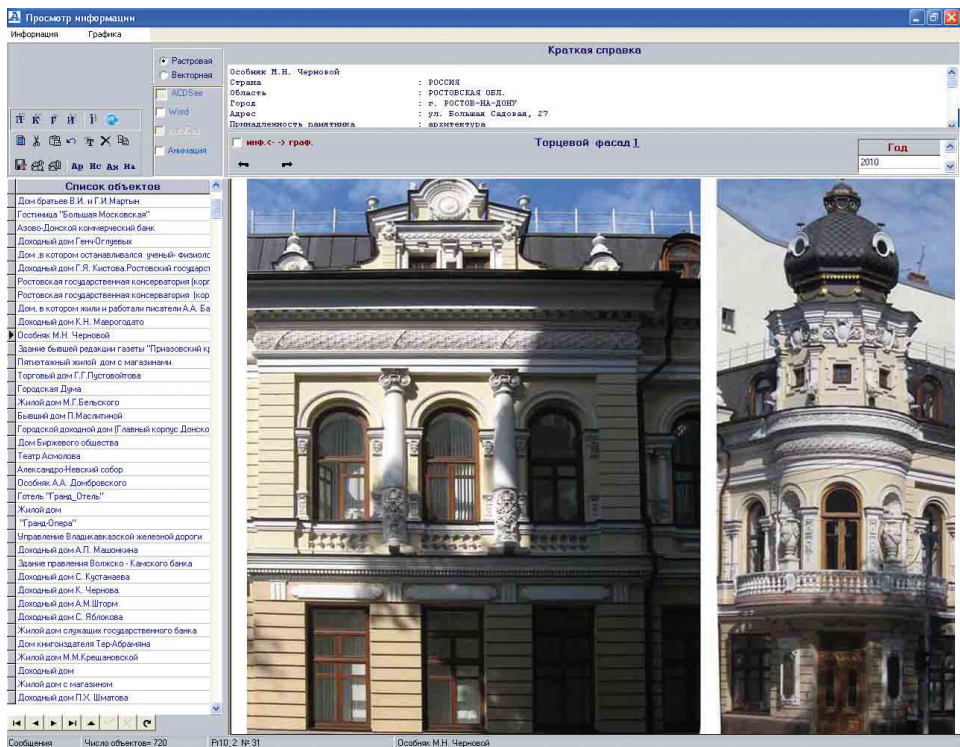 Просмотр информации
Информация Графика
Краткая справка
Растровая
Векторная
ACDSee
Word
Анимация
Особняк М.Н. Черновой
Страна : РОССИЯ
Область : РОСТОВСКАЯ ОБЛ.
Город : г. РОСТОВ-НА-ДОНУ
Адрес : ул. Большая Садовая, 27
Принадлежность памятника : архитектура
инф.<- -> граф.
Торцевой фасад 1
Год
2010
Ар Ис Ан На
Список объектов
Дом братьев В.И. и Г.И.Мартын
Гостиница "Большая Московская"
Азово-Донской коммерческий банк
Доходный дом Генч-Оглуевых
Дом ,в котором останавливался ученый- физиоло
Доходный дом Г.Я. Кистова.Ростовский государст
Ростовская государственная консерватория (корп
Ростовская государственная консерватория (кор
Дом, в котором жили и работали писатели А.А. Ба
Доходный дом К.Н. Маврогодато
Особняк М.Н. Черновой
Здание бывшей редакции газеты "Приазовский кр
Пятиэтажный жилой дом с магазинами
Торговый дом Г.Г.Пустовойтова
Городская Дума
Жилой дом М.Г.Бельского
Бывший дом П.Маслитиной
Городской доходной дом (Главный корпус Донско
Дом Биржевого общества
Театр Асмолова
Александро-Невский собор
Особняк А.А. Домбровского
Готель "Гранд_Отель"
Жилой дом
"Гранд-Опера"
Управление Владикавказской железной дороги
Доходный дом А.П. Машонкина
Здание правления Волжско - Камского банка
Доходный дом С. Кустанаева
Доходный дом К. Чернова.
Доходный дом А.М.Шторм
Доходный дом С. Яблокова
Жилой дом служащих государственного банка
Дом книгоиздателя Тер-Абрамяна
Жилой дом М.М.Крещановской
Доходный дом
Жилой дом с магазином
Доходный дом П.Х. Шматова
Сообщения Число объектов= 720 Pr10_2 № 31 Особняк М.Н. Черновой